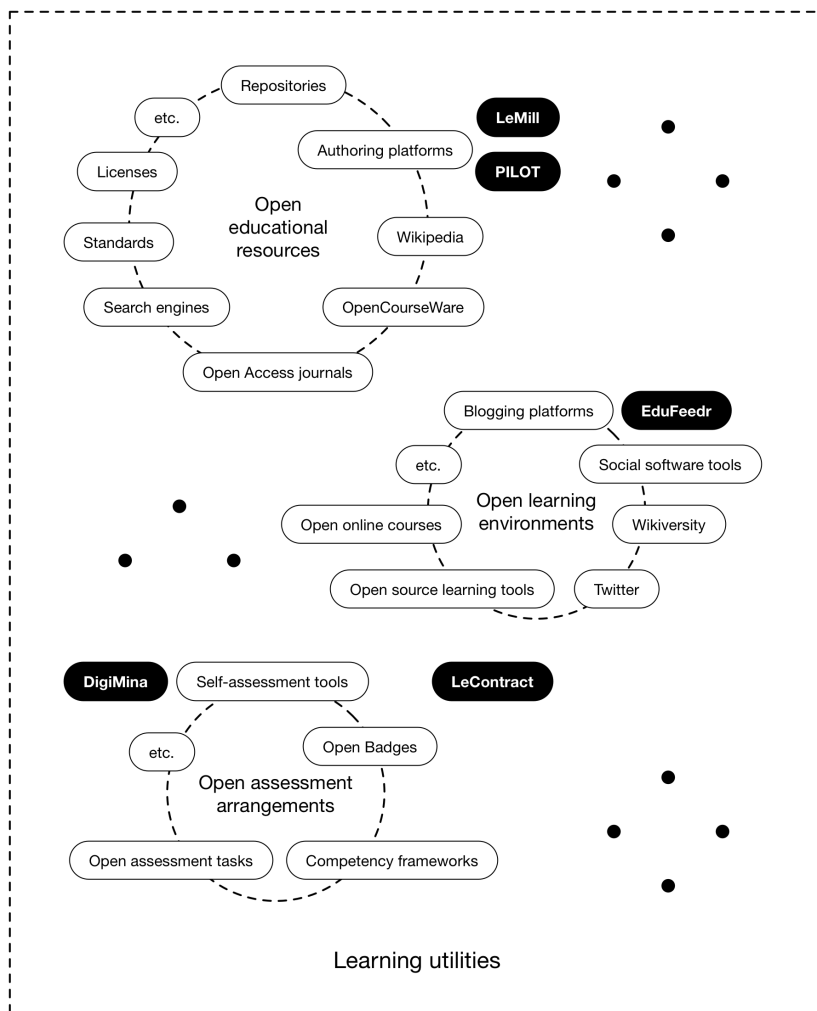 Repositories
etc.
LeMill
Authoring platforms
PILOT
Licenses
Open
educational
resources
Wikipedia
Standards
Search engines
OpenCourseWare
Open Access journals
Blogging platforms
EduFeedr
etc.
Social software tools
Open learning
environments
Open online courses
Wikiversity
Open source learning tools
Twitter
DigiMina
Self-assessment tools
LeContract
etc.
Open Badges
Open assessment
arrangements
Open assessment tasks
Competency frameworks
Learning utilities